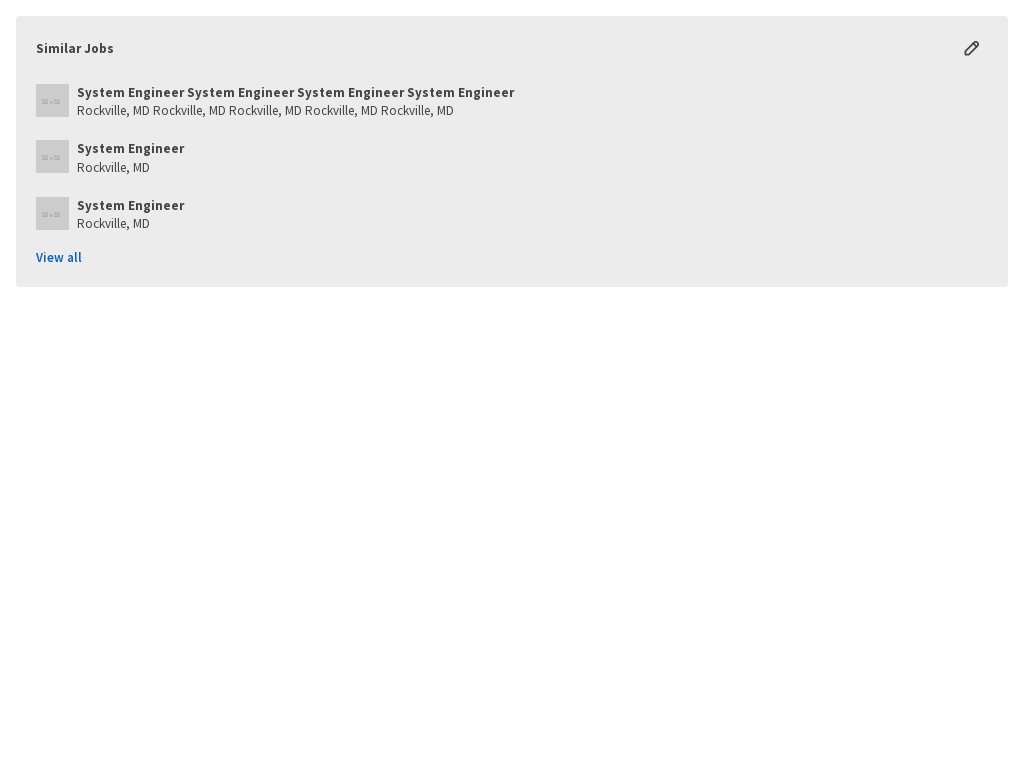 Similar Jobs
System Engineer System Engineer System Engineer System Engineer
Rockville, MD Rockville, MD Rockville, MD Rockville, MD Rockville, MD
System Engineer
Rockville, MD
System Engineer
Rockville, MD
View all